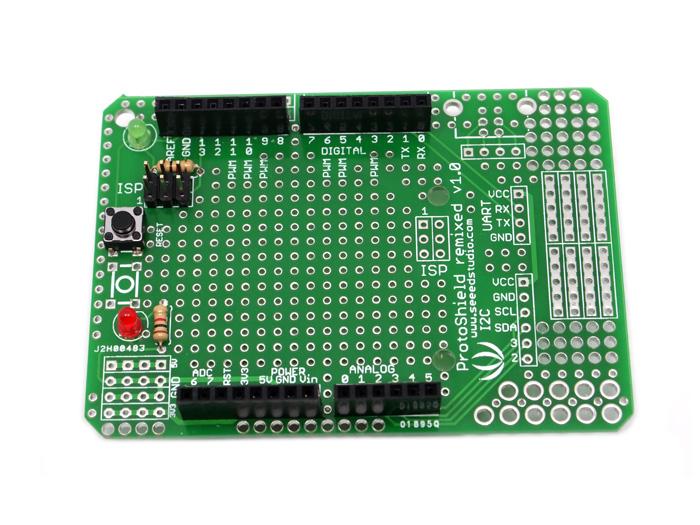 AREF GND 13 12 11 10 9 8 7 6 5 4 3 2 1 0
PWM PWM PWM PWM PWM PWM
DIGITAL
TX RX
ISP
1
RESET
1
ISP
ProtoShield remixed v1.0
www.seeedstudio.com
UART
VCC
RX
TX
GND
I2C
VCC
GND
SCL
SDA
3
2
J2H00403
5V
GND
3V3
ADC
6 7 RST 3V3
POWER
5V GND Vin
ANALOG
0 1 2 3 4 5